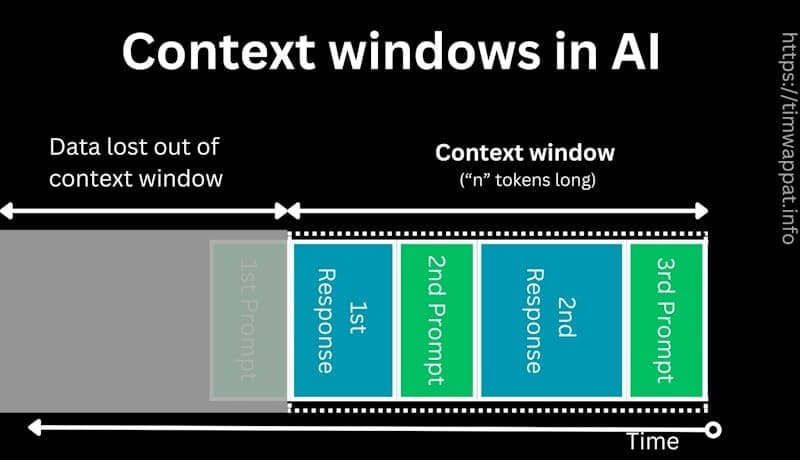 Context windows in AI
https://timwappat.info
Data lost out of
context window
Context window
(“n” tokens long)
1st Prompt
1st
Response
2nd Prompt
2nd
Response
3rd Prompt
Time